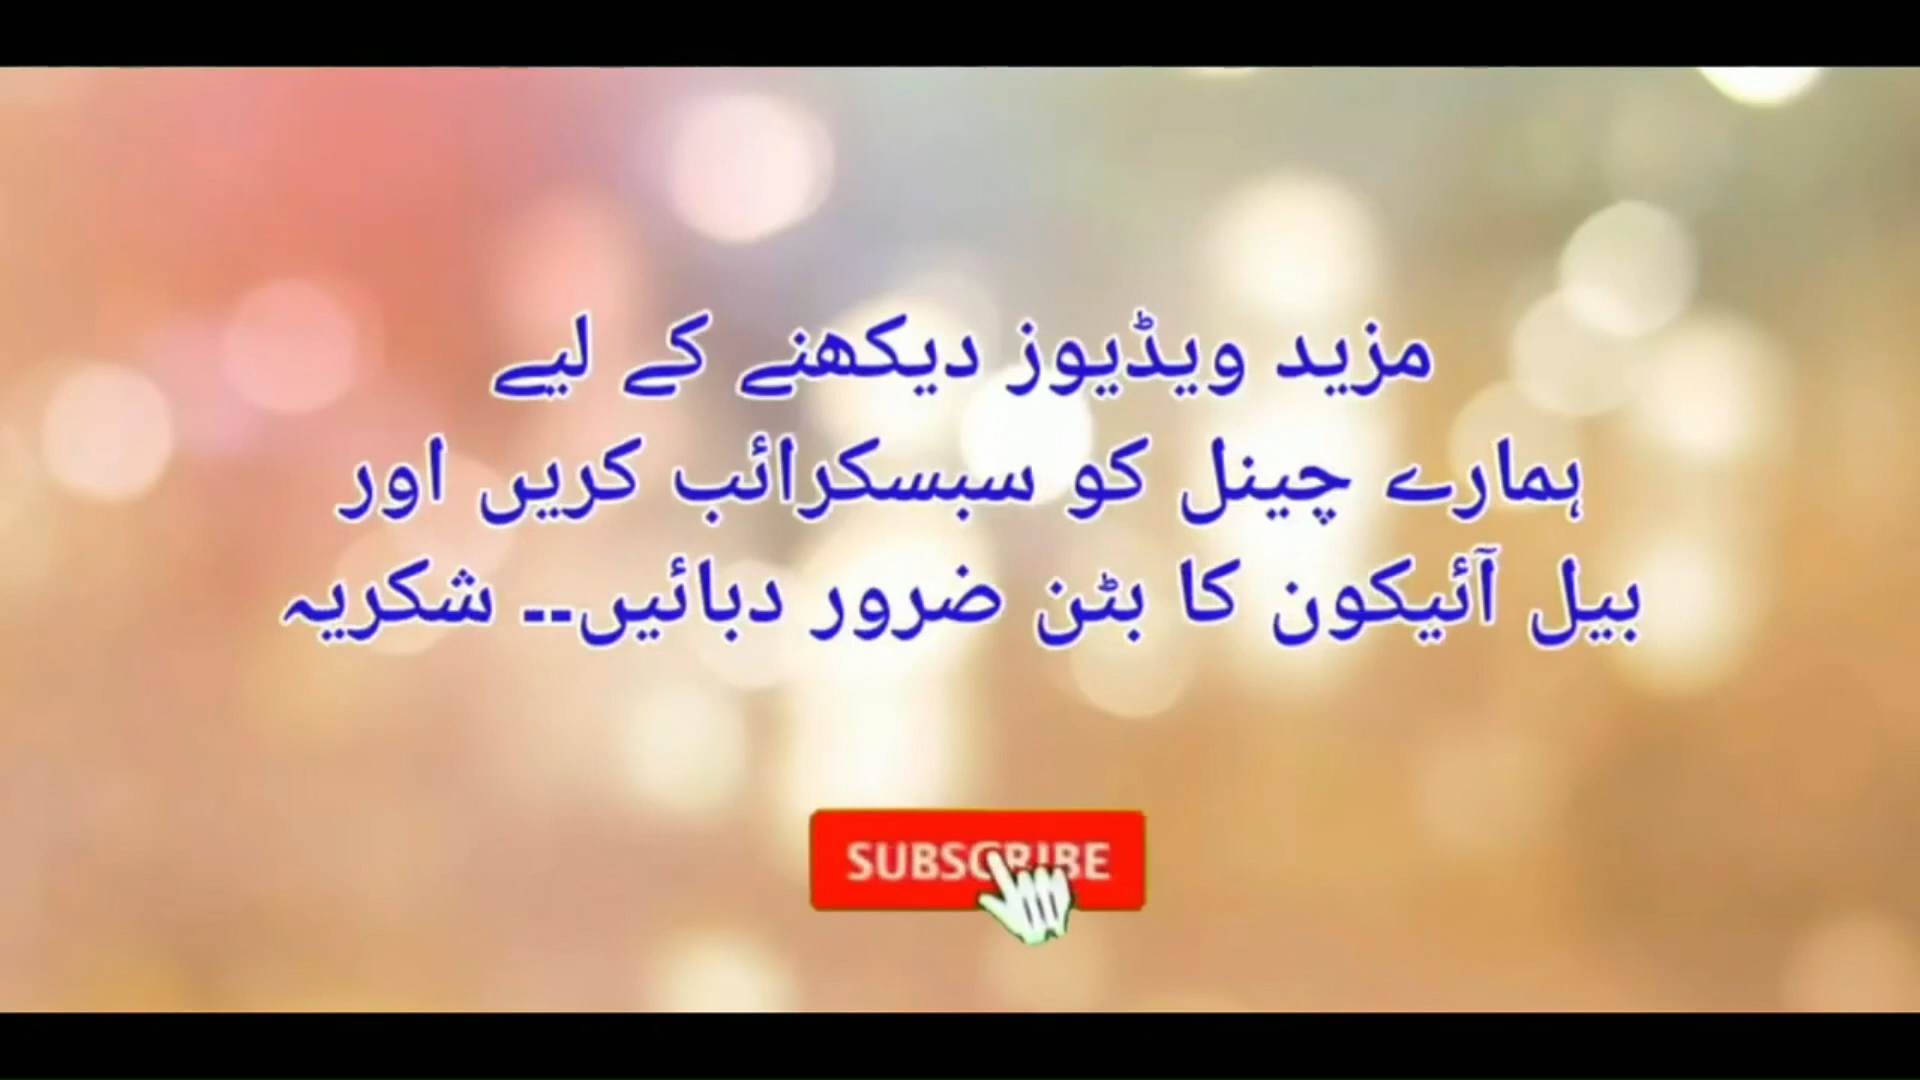 مزید ویڈیوز دیکھنے کے لیے
ہمارے چینل کو سبسکرائب کریں اور
بیل آئیکون کا بٹن ضرور دبائیں-- شکریہ
SUBSCRIBE